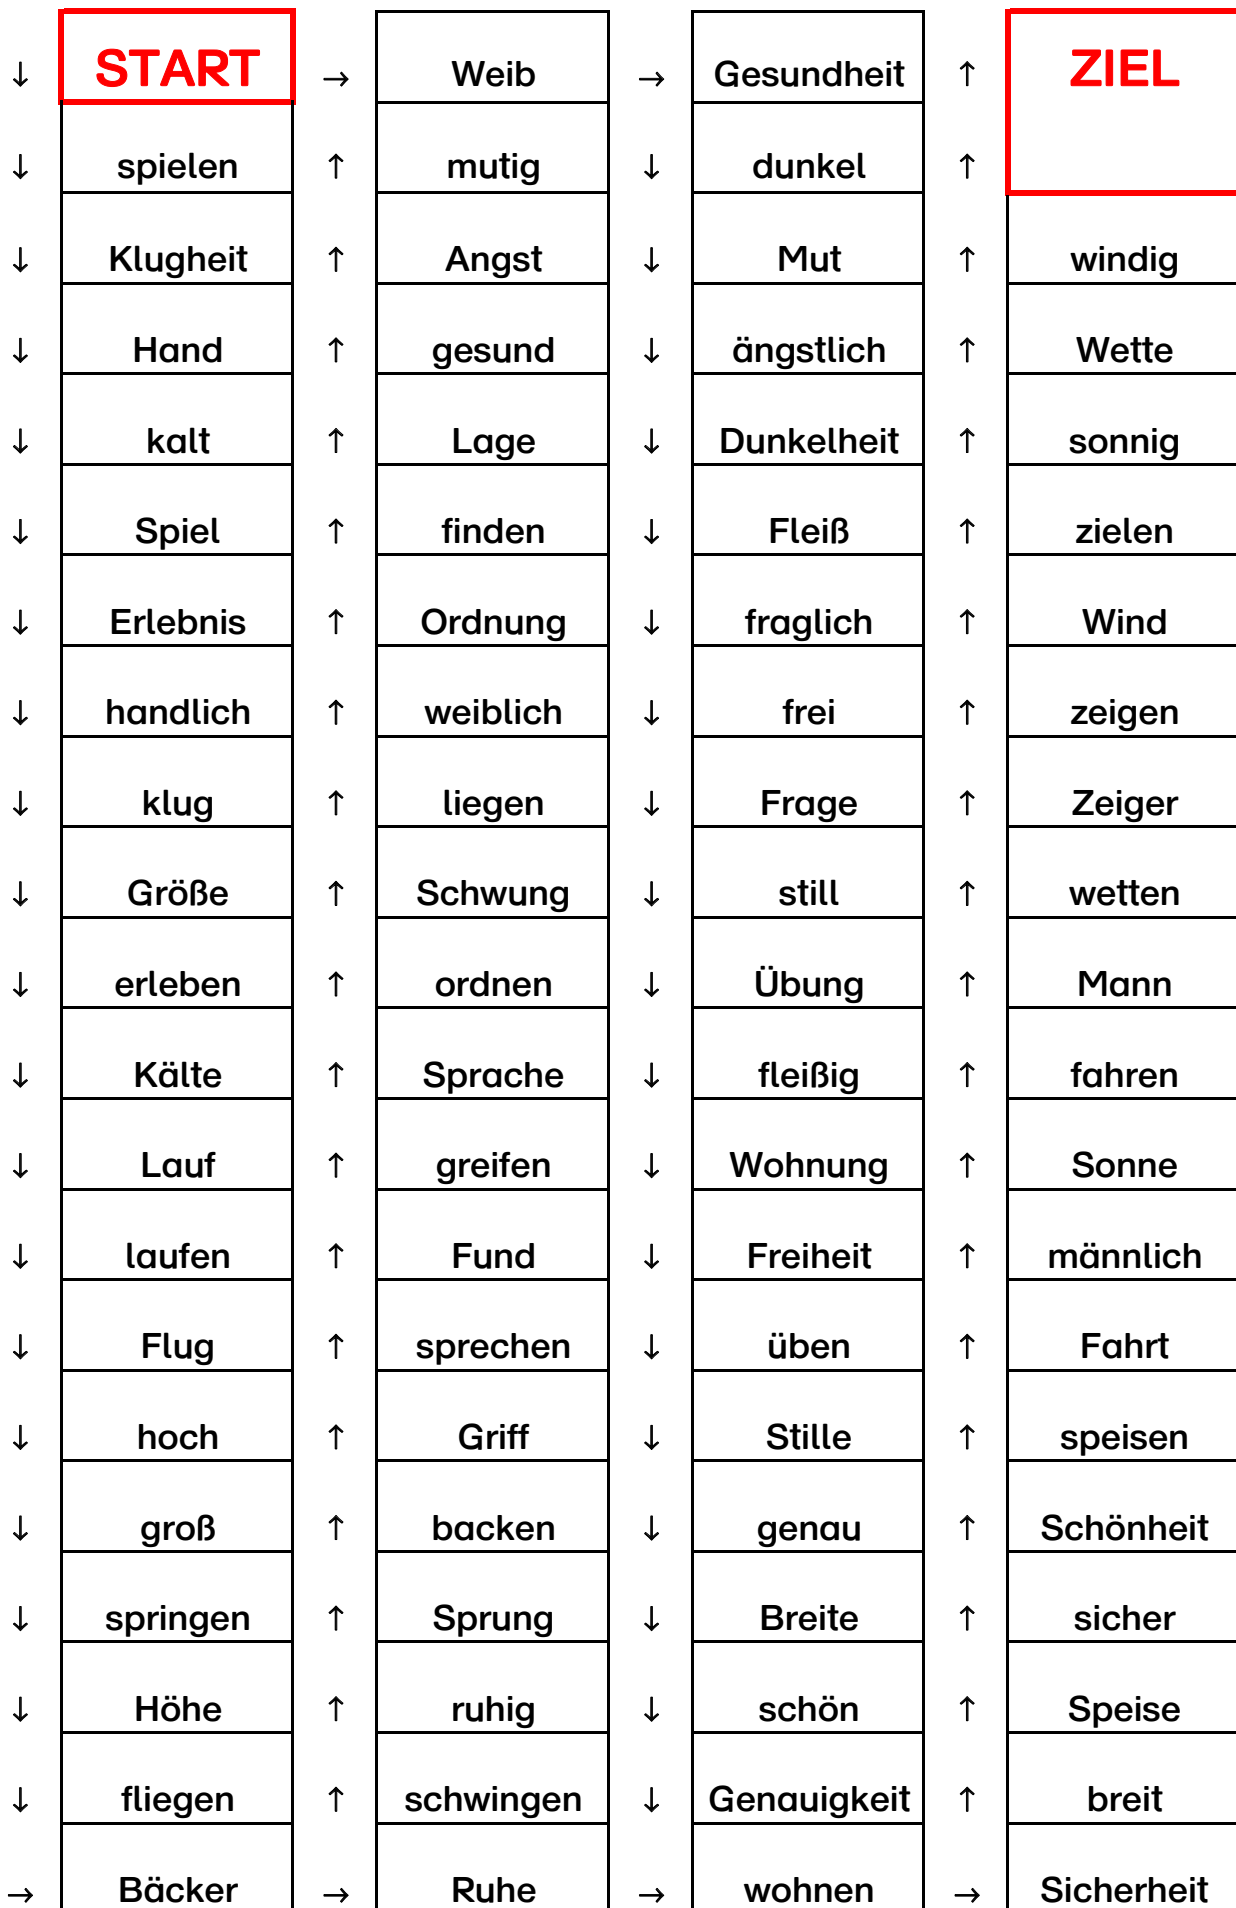 ↓ START → Weib → Gesundheit ↑ ZIEL
↓ spielen ↑ mutig ↓ dunkel ↑
↓ Klugheit ↑ Angst ↓ Mut ↑ windig
↓ Hand ↑ gesund ↓ ängstlich ↑ Wette
↓ kalt ↑ Lage ↓ Dunkelheit ↑ sonnig
↓ Spiel ↑ finden ↓ Fleiß ↑ zielen
↓ Erlebnis ↑ Ordnung ↓ fraglich ↑ Wind
↓ handlich ↑ weiblich ↓ frei ↑ zeigen
↓ klug ↑ liegen ↓ Frage ↑ Zeiger
↓ Größe ↑ Schwung ↓ still ↑ wetten
↓ erleben ↑ ordnen ↓ Übung ↑ Mann
↓ Kälte ↑ Sprache ↓ fleißig ↑ fahren
↓ Lauf ↑ greifen ↓ Wohnung ↑ Sonne
↓ laufen ↑ Fund ↓ Freiheit ↑ männlich
↓ Flug ↑ sprechen ↓ üben ↑ Fahrt
↓ hoch ↑ Griff ↓ Stille ↑ speisen
↓ groß ↑ backen ↓ genau ↑ Schönheit
↓ springen ↑ Sprung ↓ Breite ↑ sicher
↓ Höhe ↑ ruhig ↓ schön ↑ Speise
↓ fliegen ↑ schwingen ↓ Genauigkeit ↑ breit
→ Bäcker → Ruhe → wohnen → Sicherheit